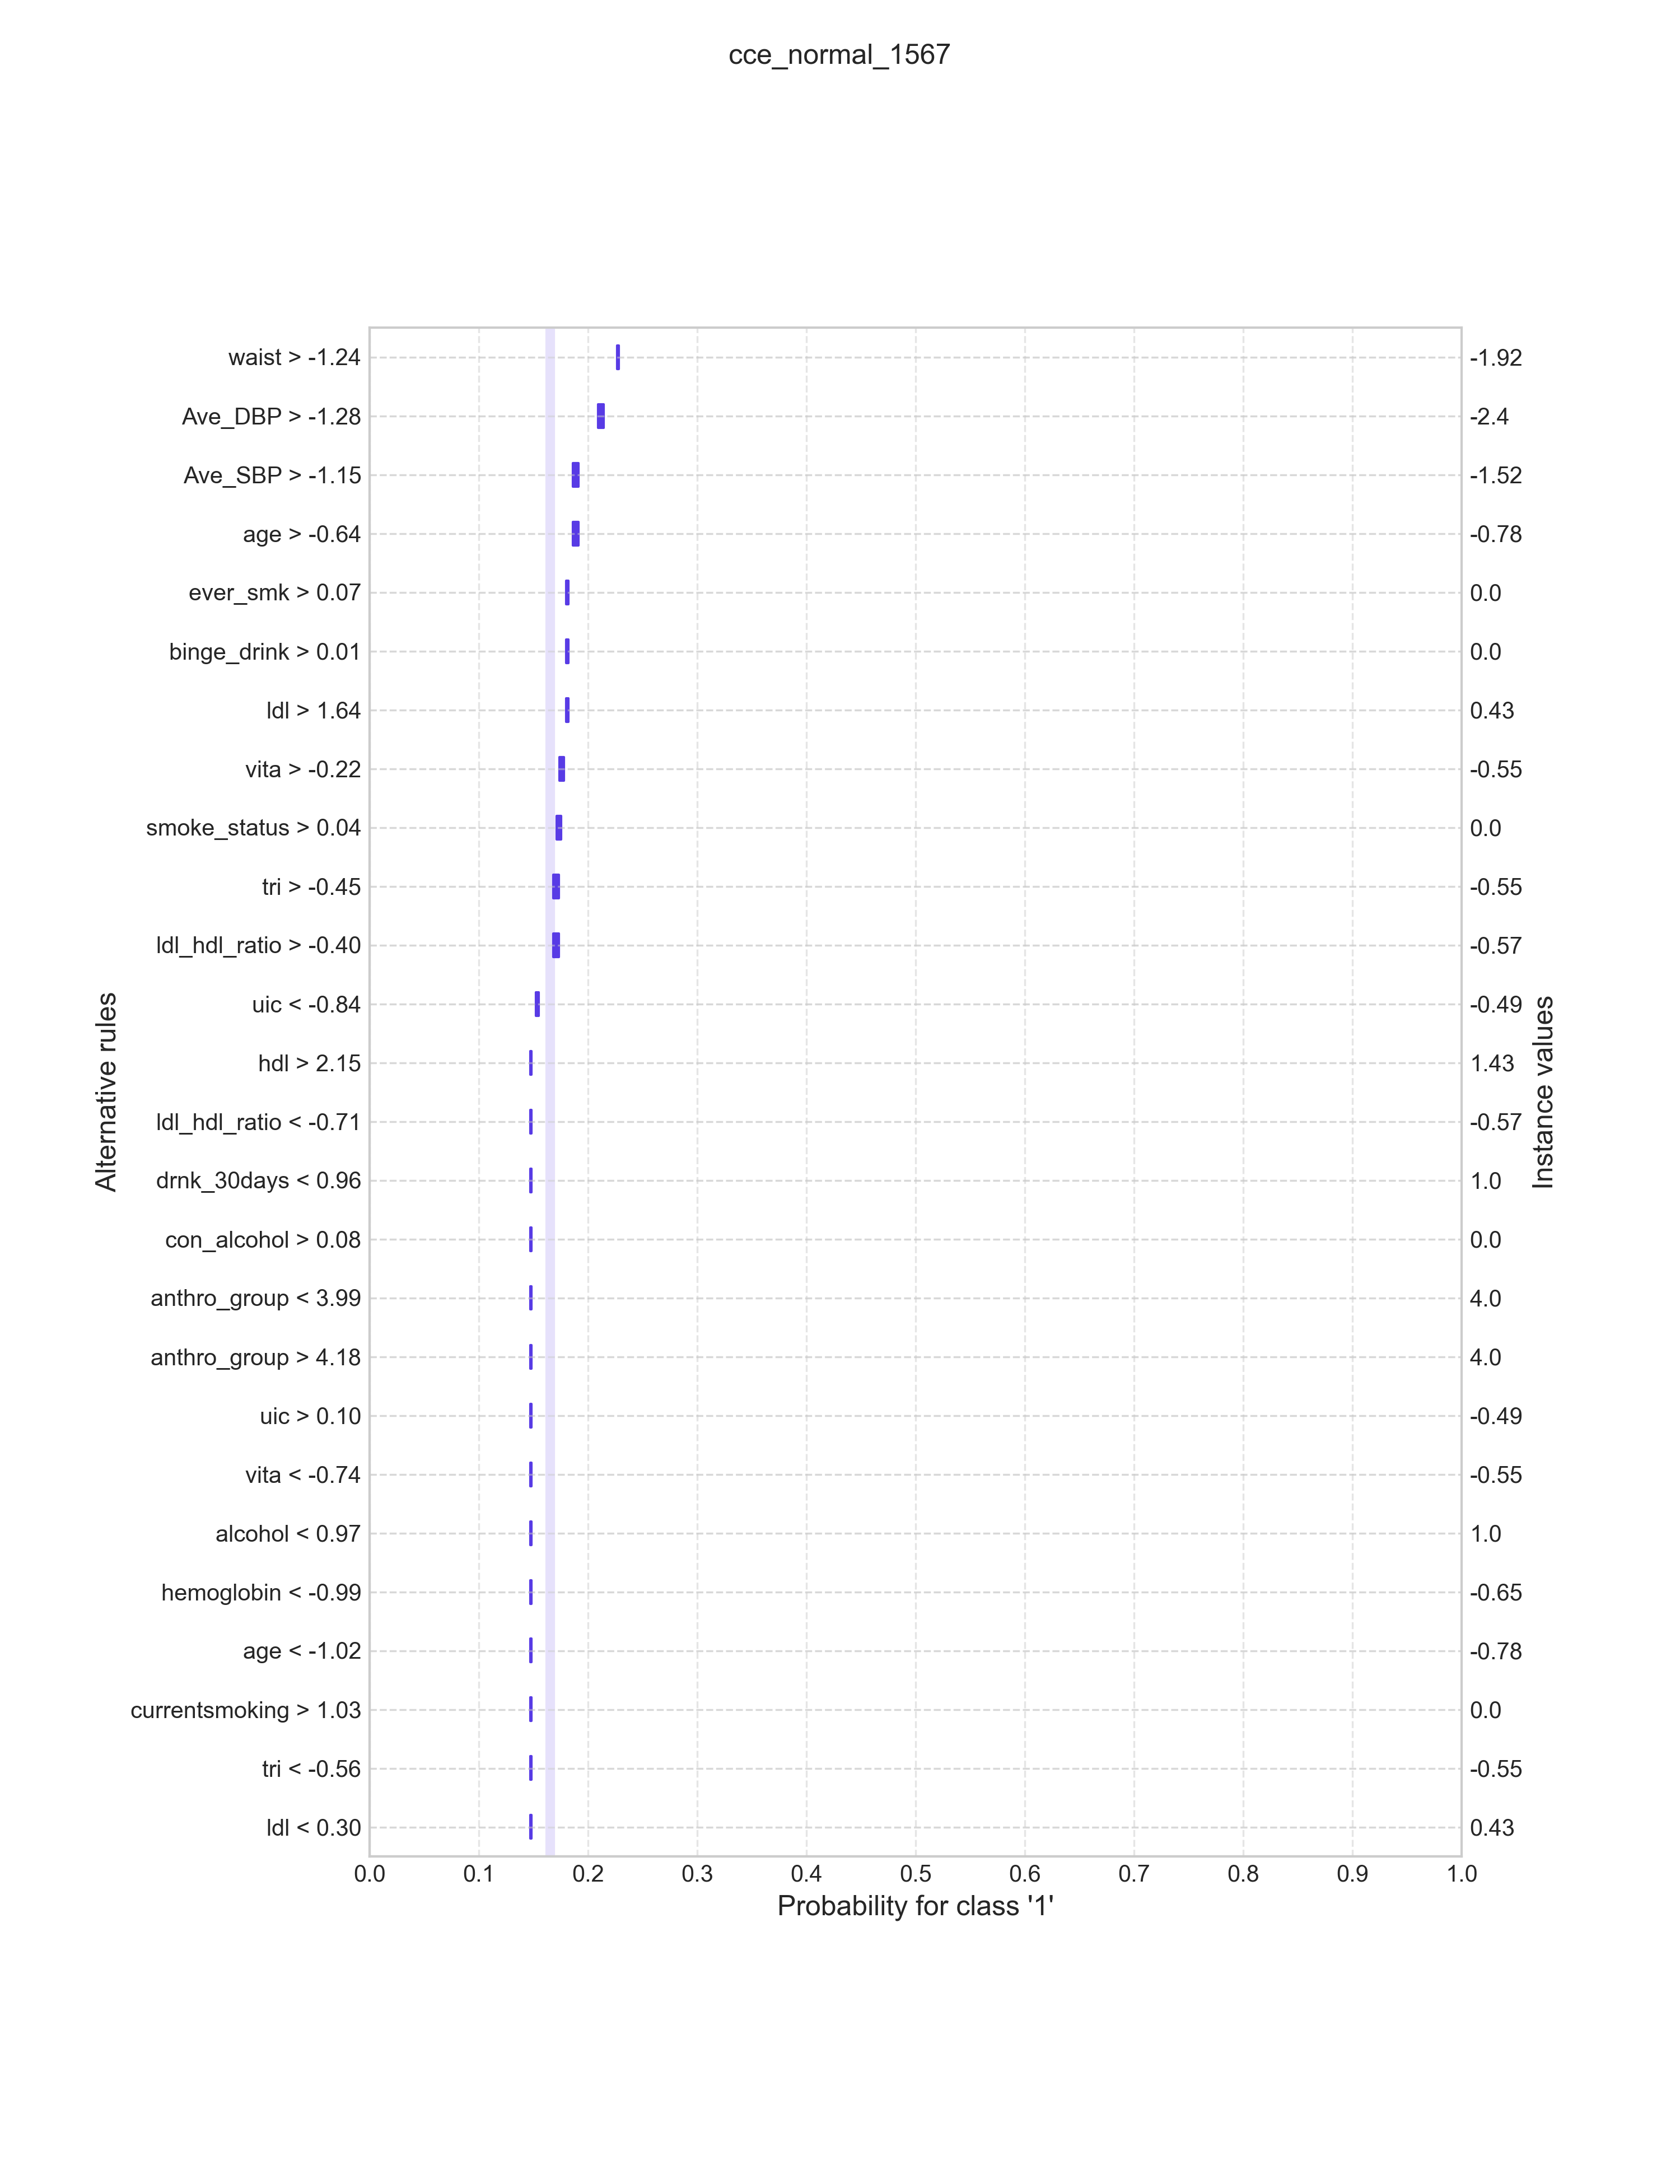 cce_normal_1567
waist > -1.24 -1.92
Ave_DBP > -1.28 -2.4
Ave_SBP > -1.15 -1.52
age > -0.64 -0.78
ever_smk > 0.07 0.0
binge_drink > 0.01 0.0
ldl > 1.64 0.43
vita > -0.22 -0.55
smoke_status > 0.04 0.0
tri > -0.45 -0.55
ldl_hdl_ratio > -0.40 -0.57
uic < -0.84 -0.49
hdl > 2.15 1.43
ldl_hdl_ratio < -0.71 -0.57
drnk_30days < 0.96 1.0
con_alcohol > 0.08 0.0
anthro_group < 3.99 4.0
anthro_group > 4.18 4.0
uic > 0.10 -0.49
vita < -0.74 -0.55
alcohol < 0.97 1.0
hemoglobin < -0.99 -0.65
age < -1.02 -0.78
currentsmoking > 1.03 0.0
tri < -0.56 -0.55
ldl < 0.30 0.43
Alternative rules
Instance values
0.0 0.1 0.2 0.3 0.4 0.5 0.6 0.7 0.8 0.9 1.0
Probability for class '1'